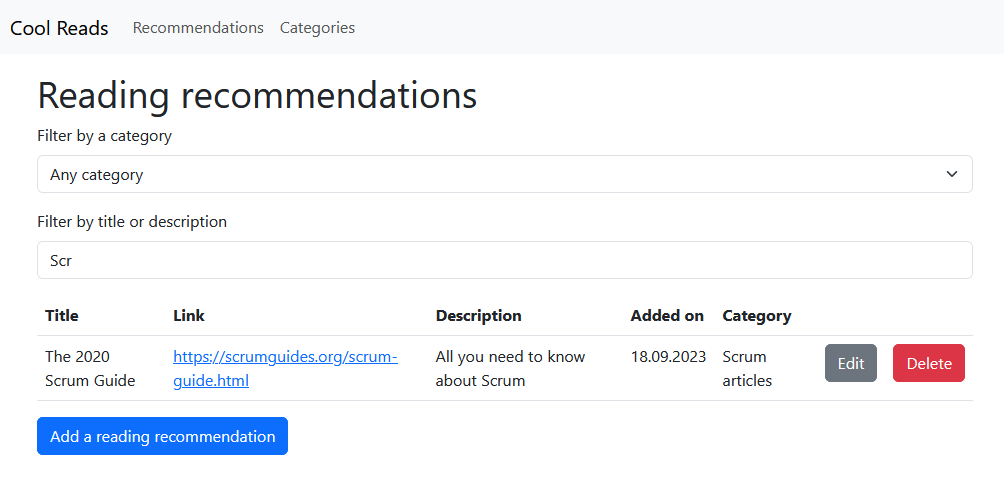 Cool Reads Recommendations Categories
Reading recommendations
Filter by a category
Any category
Filter by title or description
Scr
Title Link Description Added on Category
The 2020 https://scrumguides.org/scrum- All you need to know 18.09.2023 Scrum Edit Delete
Scrum Guide guide.html about Scrum articles
Add a reading recommendation